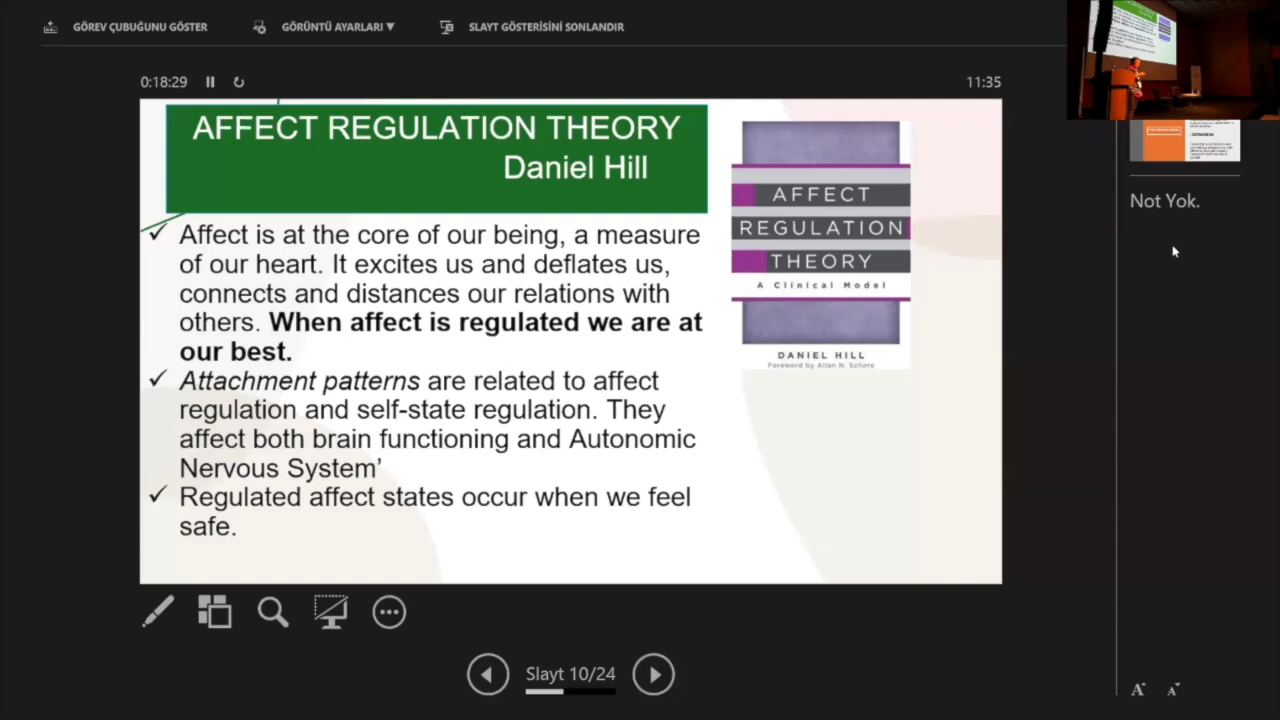 GÖREV ÇUBUĞUNU GÖSTER
GÖRÜNTÜ AYARLARI ▼
SLAYT GÖSTERİSİNİ SONLANDIR
0:18:29
11:35
AFFECT REGULATION THEORY
Daniel Hill
✓ Affect is at the core of our being, a measure
of our heart. It excites us and deflates us,
connects and distances our relations with
others. When affect is regulated we are at
our best.
✓ Attachment patterns are related to affect
regulation and self-state regulation. They
affect both brain functioning and Autonomic
Nervous System’
✓ Regulated affect states occur when we feel
safe.
AFFECT
REGULATION
THEORY
A Clinical Model
DANIEL HILL
Foreword by Allan N. Schore
Not Yok.
Slayt 10/24
A A